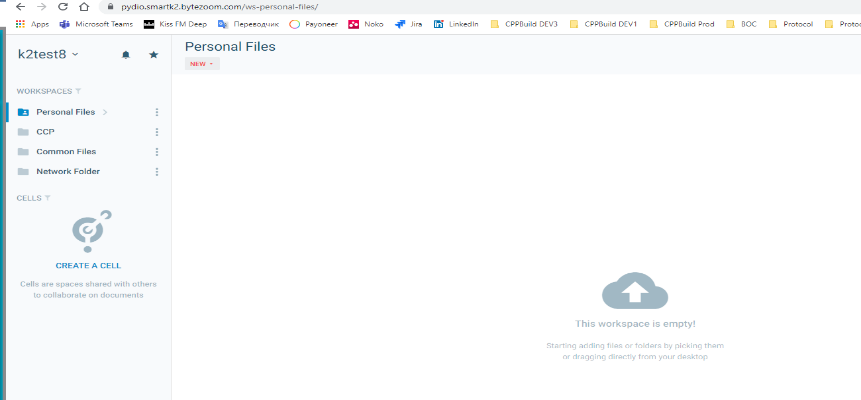 pydio.smartk2.bytezoom.com/ws-personal-files/
Apps Microsoft Teams Kiss FM Deep Переводчик Payoneer Noko Jira LinkedIn CPPBuild DEV3 CPPBuild DEV1 CPPBuild Prod BOC Protocol Protoc
k2test8
Personal Files
NEW
WORKSPACES
Personal Files
CCP
Common Files
Network Folder
CELLS
CREATE A CELL
Cells are spaces shared with others
to collaborate on documents
This workspace is empty!
Starting adding files or folders by picking them
or dragging directly from your desktop